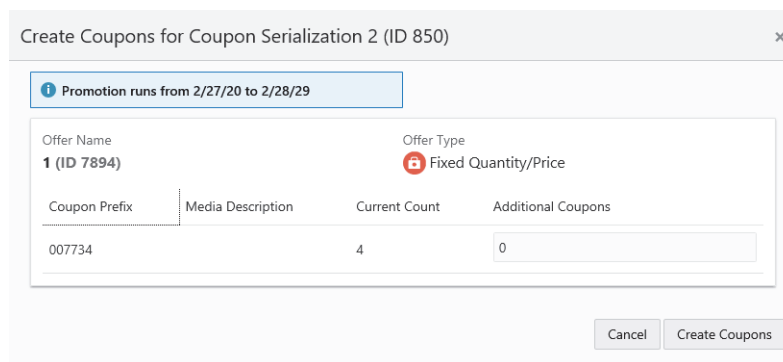 Create Coupons for Coupon Serialization 2 (ID 850)
Promotion runs from 2/27/20 to 2/28/29
Offer Name Offer Type
1 (ID 7894) Fixed Quantity/Price
Coupon Prefix Media Description Current Count Additional Coupons
007734 4 0
Cancel Create Coupons